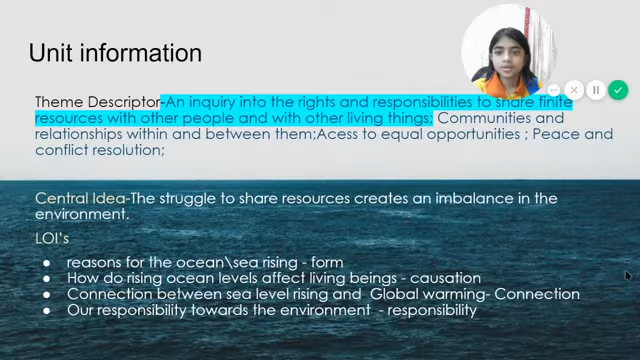 Unit information
Theme Descriptor-An inquiry into the rights and responsibilities to share finite
resources with other people and with other living things; Communities and
relationships within and between them;Acess to equal opportunities ; Peace and
conflict resolution;
Central Idea-The struggle to share resources creates an imbalance in the
environment.
LOI's
● reasons for the ocean\sea rising - form
● How do rising ocean levels affect living beings - causation
● Connection between sea level rising and  Global warming- Connection
● Our responsibility towards the environment  - responsibility